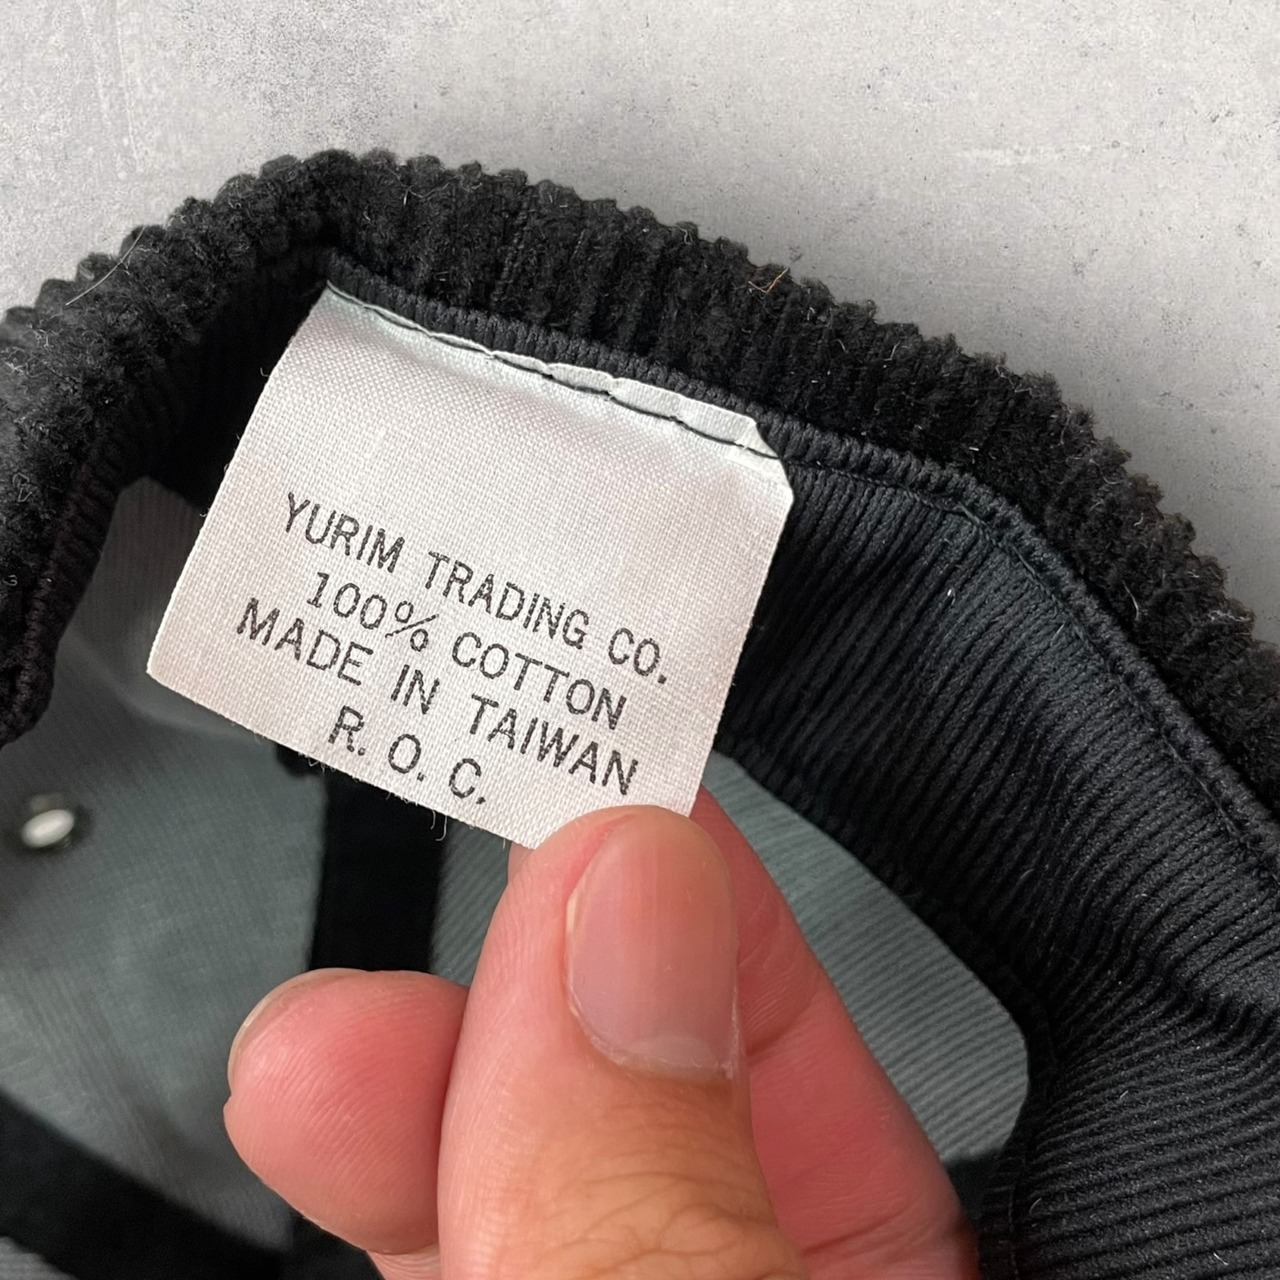 YURIM TRADING CO.
100% COTTON
MADE IN TAIWAN
R. O. C.